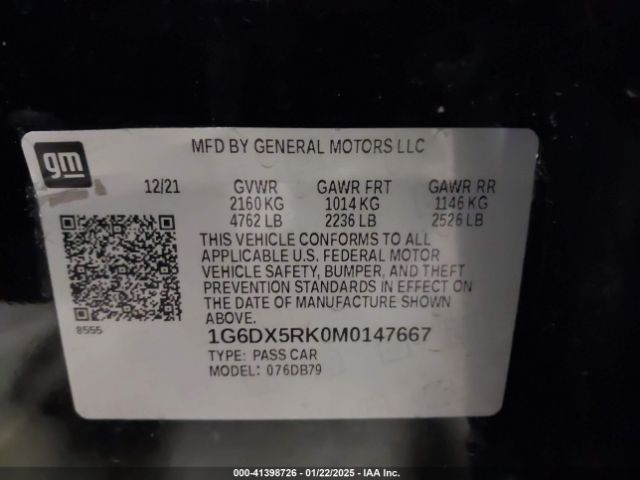 gm
MFD BY GENERAL MOTORS LLC
12/21 GVWR GAWR FRT GAWR RR
2160 KG 1014 KG 1146 KG
4762 LB 2236 LB 2526 LB
THIS VEHICLE CONFORMS TO ALL
APPLICABLE U.S. FEDERAL MOTOR
VEHICLE SAFETY, BUMPER, AND THEFT
PREVENTION STANDARDS IN EFFECT ON
THE DATE OF MANUFACTURE SHOWN
ABOVE.
8555
1G6DX5RK0M0147667
TYPE: PASS CAR
MODEL: 076DB79
000-41398726 - 01/22/2025 - IAA Inc.